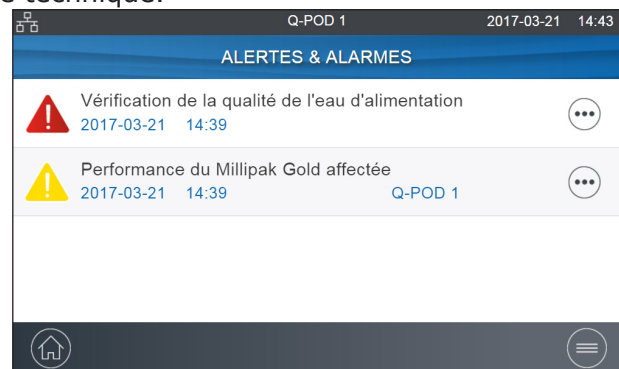 technique.
Q-POD 1 2017-03-21 14:43
ALERTES & ALARMES
Vérification de la qualité de l'eau d'alimentation
2017-03-21 14:39
Performance du Millipak Gold affectée
2017-03-21 14:39 Q-POD 1